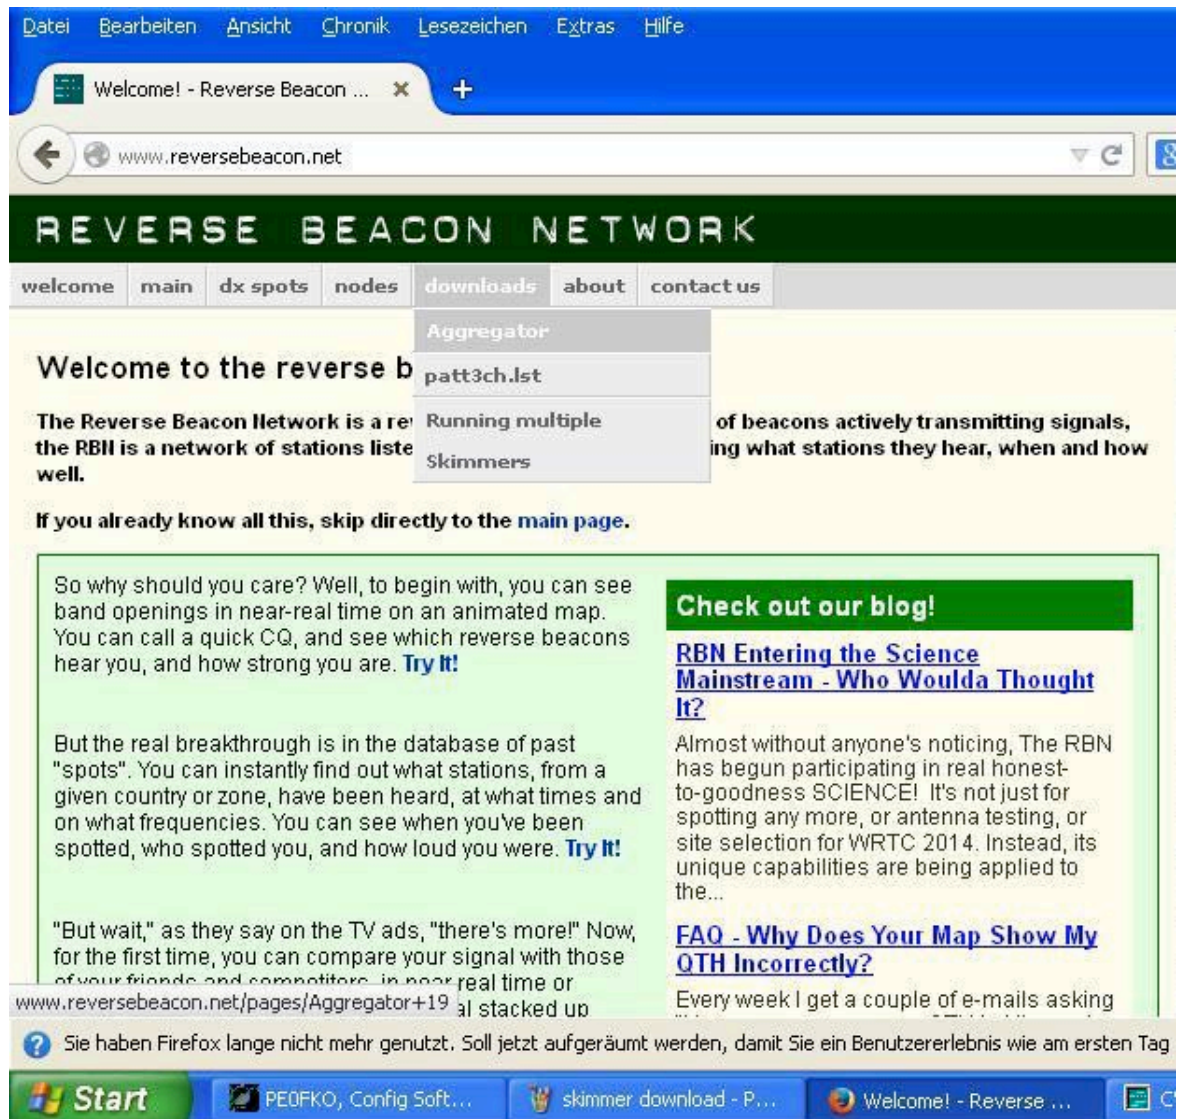 Datei Bearbeiten Ansicht Chronik Lesezeichen Extras Hilfe
Welcome! - Reverse Beacon ...
www.reversebeacon.net
REVERSE BEACON NETWORK
welcome main dx spots nodes downloads about contact us
Aggregator
patt3ch.lst
Running multiple
Skimmers
Welcome to the reverse b
The Reverse Beacon Network is a re of beacons actively transmitting signals,
the RBN is a network of stations liste ing what stations they hear, when and how
well.
If you already know all this, skip directly to the main page.
So why should you care? Well, to begin with, you can see
band openings in near-real time on an animated map.
You can call a quick CQ, and see which reverse beacons
hear you, and how strong you are. Try It!
But the real breakthrough is in the database of past
"spots". You can instantly find out what stations, from a
given country or zone, have been heard, at what times and
on what frequencies. You can see when you've been
spotted, who spotted you, and how loud you were. Try It!
"But wait," as they say on the TV ads, "there's more!" Now,
for the first time, you can compare your signal with those
of your friends and competitors, in near real time or
al stacked up
Check out our blog!
RBN Entering the Science
Mainstream - Who Woulda Thought
It?
Almost without anyone's noticing, The RBN
has begun participating in real honest-
to-goodness SCIENCE! It's not just for
spotting any more, or antenna testing, or
site selection for WRTC 2014. Instead, its
unique capabilities are being applied to
the...
FAQ - Why Does Your Map Show My
QTH Incorrectly?
Every week I get a couple of e-mails asking
www.reversebeacon.net/pages/Aggregator+19
Sie haben Firefox lange nicht mehr genutzt. Soll jetzt aufgeräumt werden, damit Sie ein Benutzererlebnis wie am ersten Tag
Start PE0FKO, Config Soft... skimmer download - P... Welcome! - Reverse ...